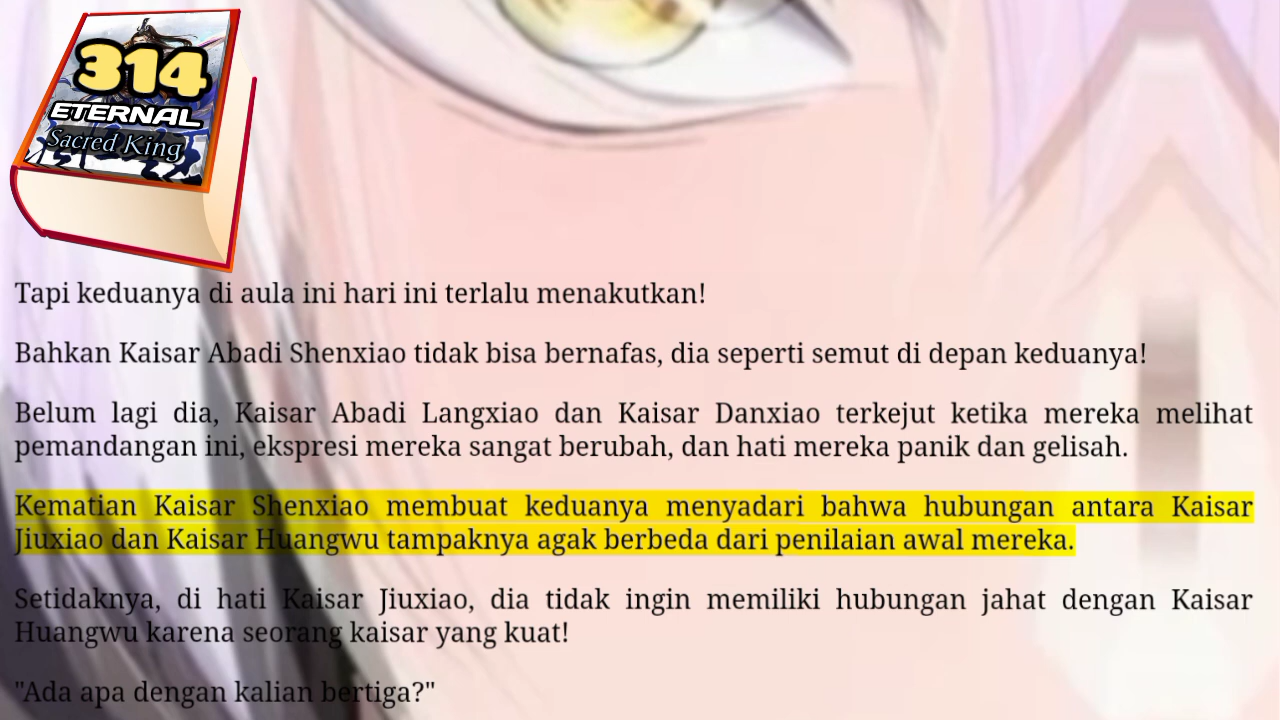 314
ETERNAL
Sacred King
Tapi keduanya di aula ini hari ini terlalu menakutkan!
Bahkan Kaisar Abadi Shenxiao tidak bisa bernafas, dia seperti semut di depan keduanya!
Belum lagi dia, Kaisar Abadi Langxiao dan Kaisar Danxiao terkejut ketika mereka melihat
pemandangan ini, ekspresi mereka sangat berubah, dan hati mereka panik dan gelisah.
Kematian Kaisar Shenxiao membuat keduanya menyadari bahwa hubungan antara Kaisar
Jiuxiao dan Kaisar Huangwu tampaknya agak berbeda dari penilaian awal mereka.
Setidaknya, di hati Kaisar Jiuxiao, dia tidak ingin memiliki hubungan jahat dengan Kaisar
Huangwu karena seorang kaisar yang kuat!
"Ada apa dengan kalian bertiga?"